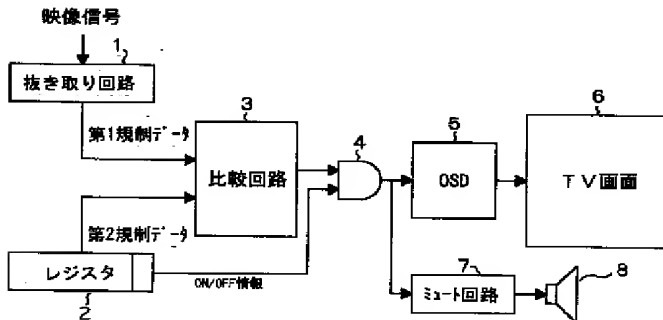 映像信号
1
抜き取り回路
第1規制データ
3
比較回路
4
5
OSD
6
TV画面
第2規制データ
レジスタ
2
ON/OFF情報
7
ミュート回路
8